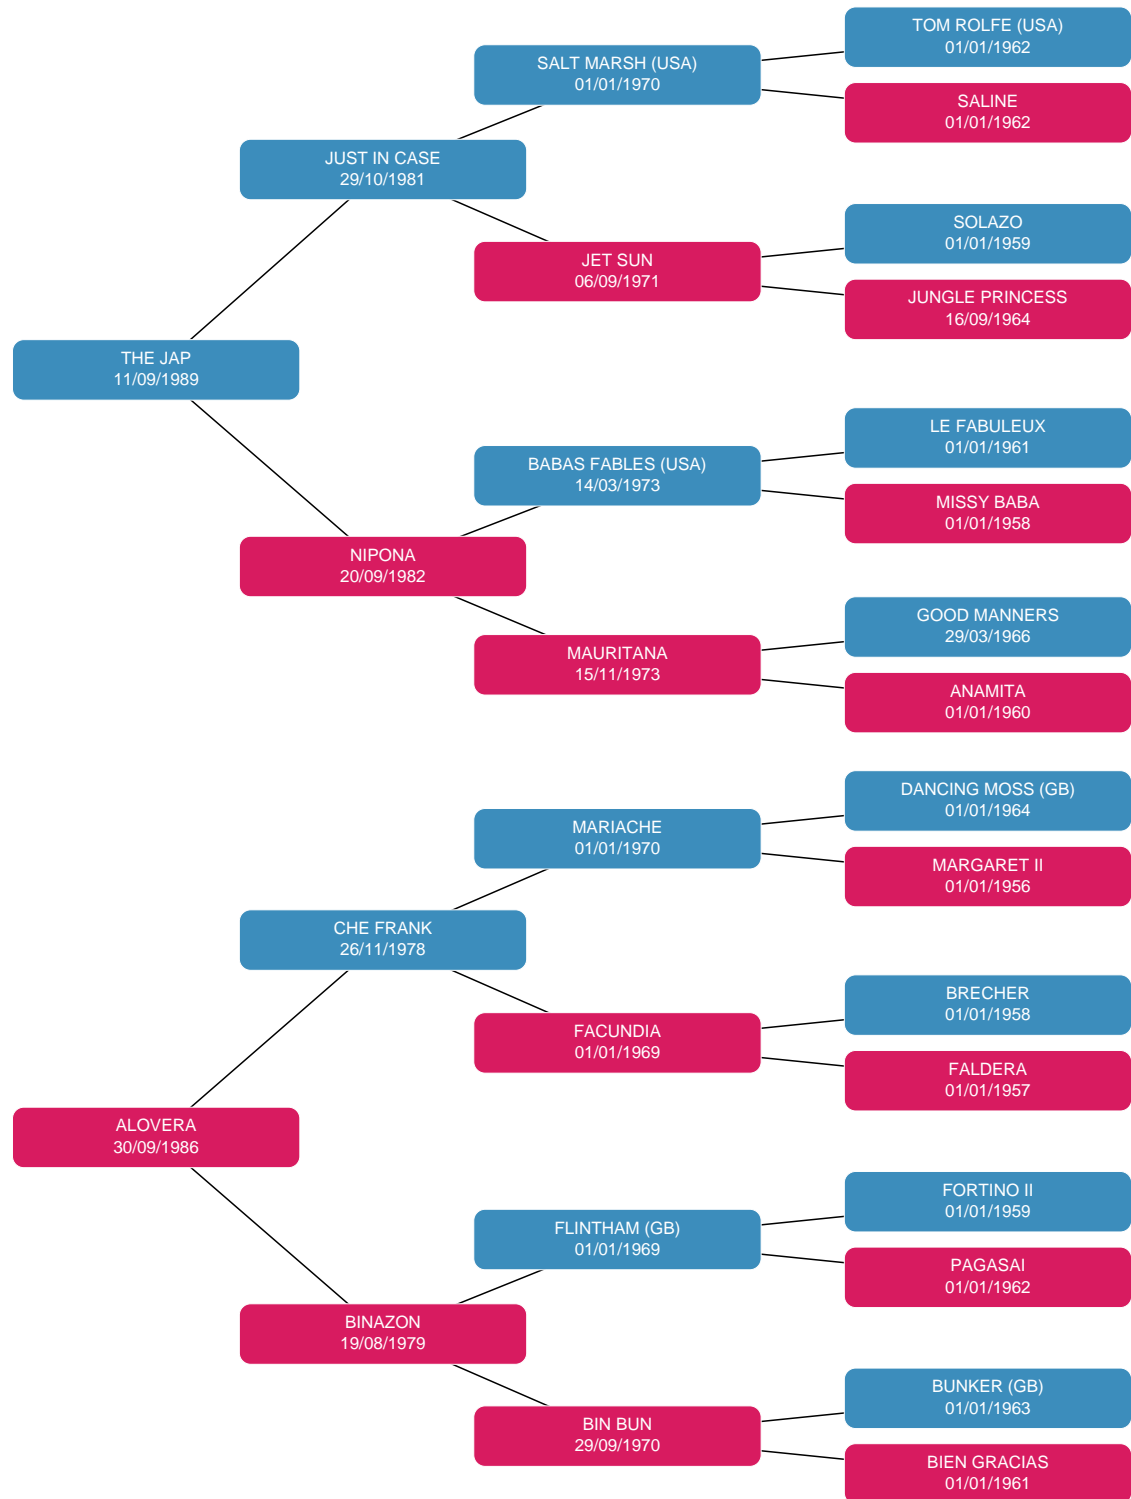 TOM ROLFE (USA)
01/01/1962
SALT MARSH (USA)
01/01/1970
SALINE
01/01/1962
JUST IN CASE
29/10/1981
SOLAZO
01/01/1959
JET SUN
06/09/1971
JUNGLE PRINCESS
16/09/1964
THE JAP
11/09/1989
LE FABULEUX
01/01/1961
BABAS FABLES (USA)
14/03/1973
MISSY BABA
01/01/1958
NIPONA
20/09/1982
GOOD MANNERS
29/03/1966
MAURITANA
15/11/1973
ANAMITA
01/01/1960
DANCING MOSS (GB)
01/01/1964
MARIACHE
01/01/1970
MARGARET II
01/01/1956
CHE FRANK
26/11/1978
BRECHER
01/01/1958
FACUNDIA
01/01/1969
FALDERA
01/01/1957
ALOVERA
30/09/1986
FORTINO II
01/01/1959
FLINTHAM (GB)
01/01/1969
PAGASAI
01/01/1962
BINAZON
19/08/1979
BUNKER (GB)
01/01/1963
BIN BUN
29/09/1970
BIEN GRACIAS
01/01/1961